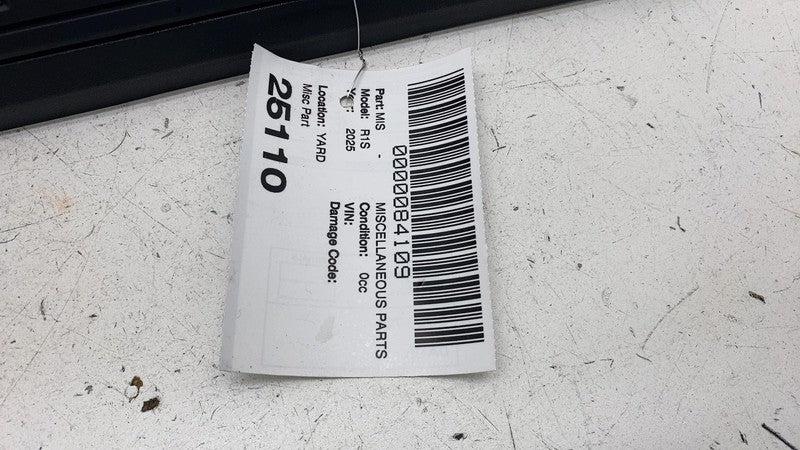 0000084109
Part: MIS - MISCELLANEOUS PARTS
Model: R1S Condition: 0cc
2025 VIN:
Damage Code:
Location: YARD
Misc Part
25110